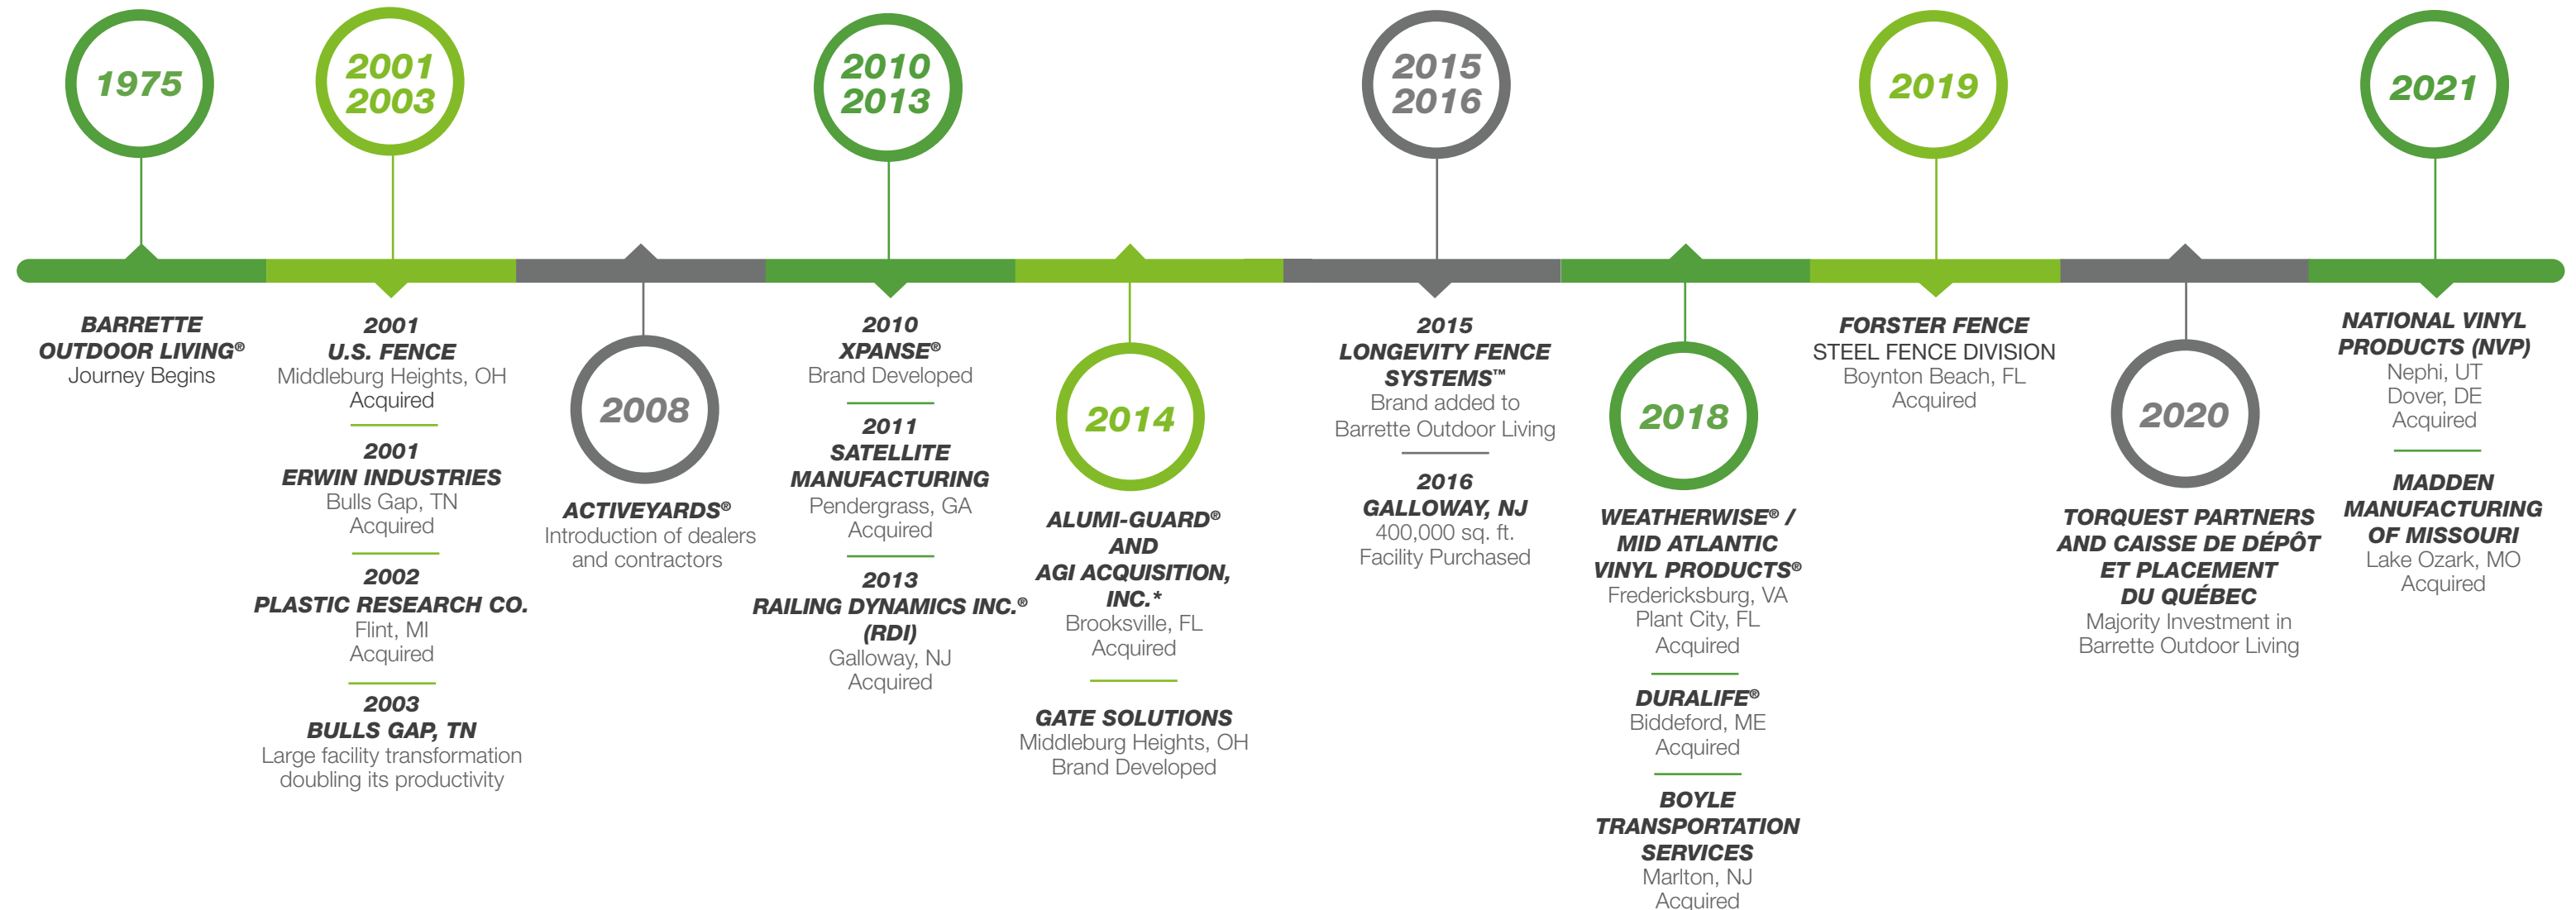 1975
BARRETTE
OUTDOOR LIVING®
Journey Begins
2001
2003
2001
U.S. FENCE
Middleburg Heights, OH
Acquired
2001
ERWIN INDUSTRIES
Bulls Gap, TN
Acquired
2002
PLASTIC RESEARCH CO.
Flint, MI
Acquired
2003
BULLS GAP, TN
Large facility transformation
doubling its productivity
2008
ACTIVEYARDS®
Introduction of dealers
and contractors
2010
2013
2010
XPANSE®
Brand Developed
2011
SATELLITE
MANUFACTURING
Pendergrass, GA
Acquired
2013
RAILING DYNAMICS INC.®
(RDI)
Galloway, NJ
Acquired
2014
ALUMI-GUARD®
AND
AGI ACQUISITION,
INC.*
Brooksville, FL
Acquired
GATE SOLUTIONS
Middleburg Heights, OH
Brand Developed
2015
2016
2015
LONGEVITY FENCE
SYSTEMS™
Brand added to
Barrette Outdoor Living
2016
GALLOWAY, NJ
400,000 sq. ft.
Facility Purchased
2018
WEATHERWISE® /
MID ATLANTIC
VINYL PRODUCTS®
Fredericksburg, VA
Plant City, FL
Acquired
DURALIFE®
Biddeford, ME
Acquired
BOYLE
TRANSPORTATION
SERVICES
Marlton, NJ
Acquired
2019
FORSTER FENCE
STEEL FENCE DIVISION
Boynton Beach, FL
Acquired
2020
TORQUEST PARTNERS
AND CAISSE DE DÉPÔT
ET PLACEMENT
DU QUÉBEC
Majority Investment in
Barrette Outdoor Living
2021
NATIONAL VINYL
PRODUCTS (NVP)
Nephi, UT
Dover, DE
Acquired
MADDEN
MANUFACTURING
OF MISSOURI
Lake Ozark, MO
Acquired